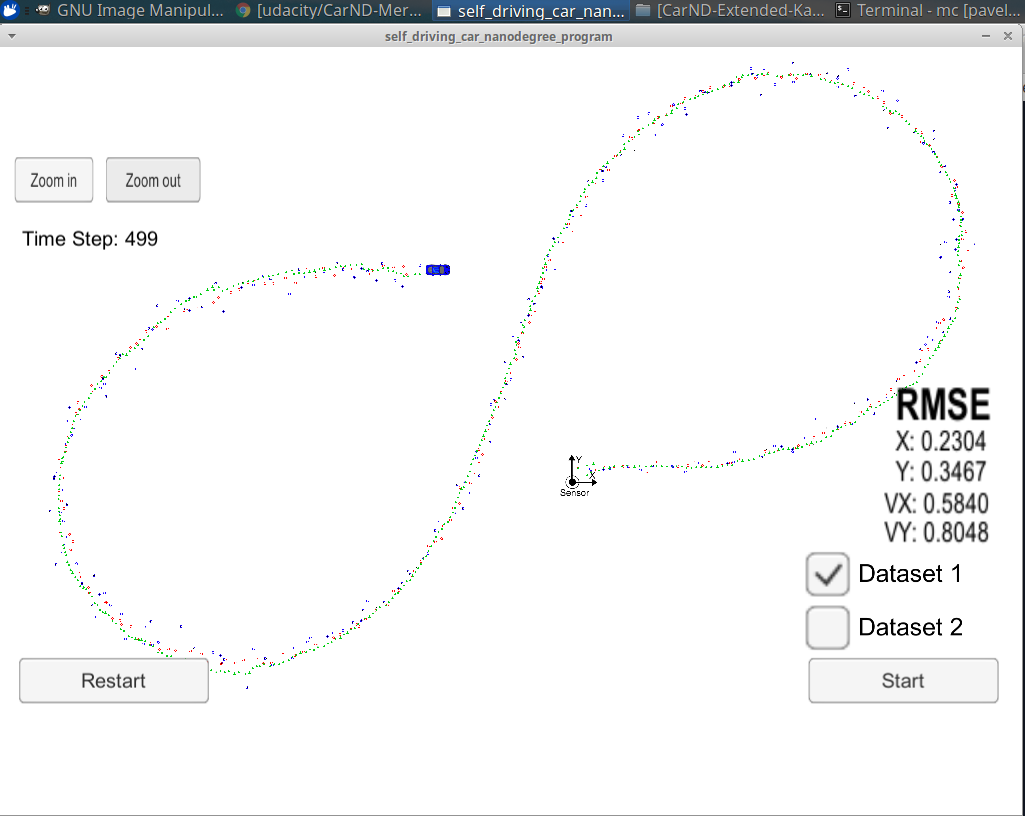 GNU Image Manipul... [udacity/CarND-Mer... self_driving_car_nan... [CarND-Extended-Ka... Terminal - mc [pavel...
self_driving_car_nanodegree_program
Zoom in Zoom out
Time Step: 499
RMSE
X: 0.2304
Y: 0.3467
VX: 0.5840
VY: 0.8048
Y
X
Sensor
Dataset 1
Dataset 2
Restart Start